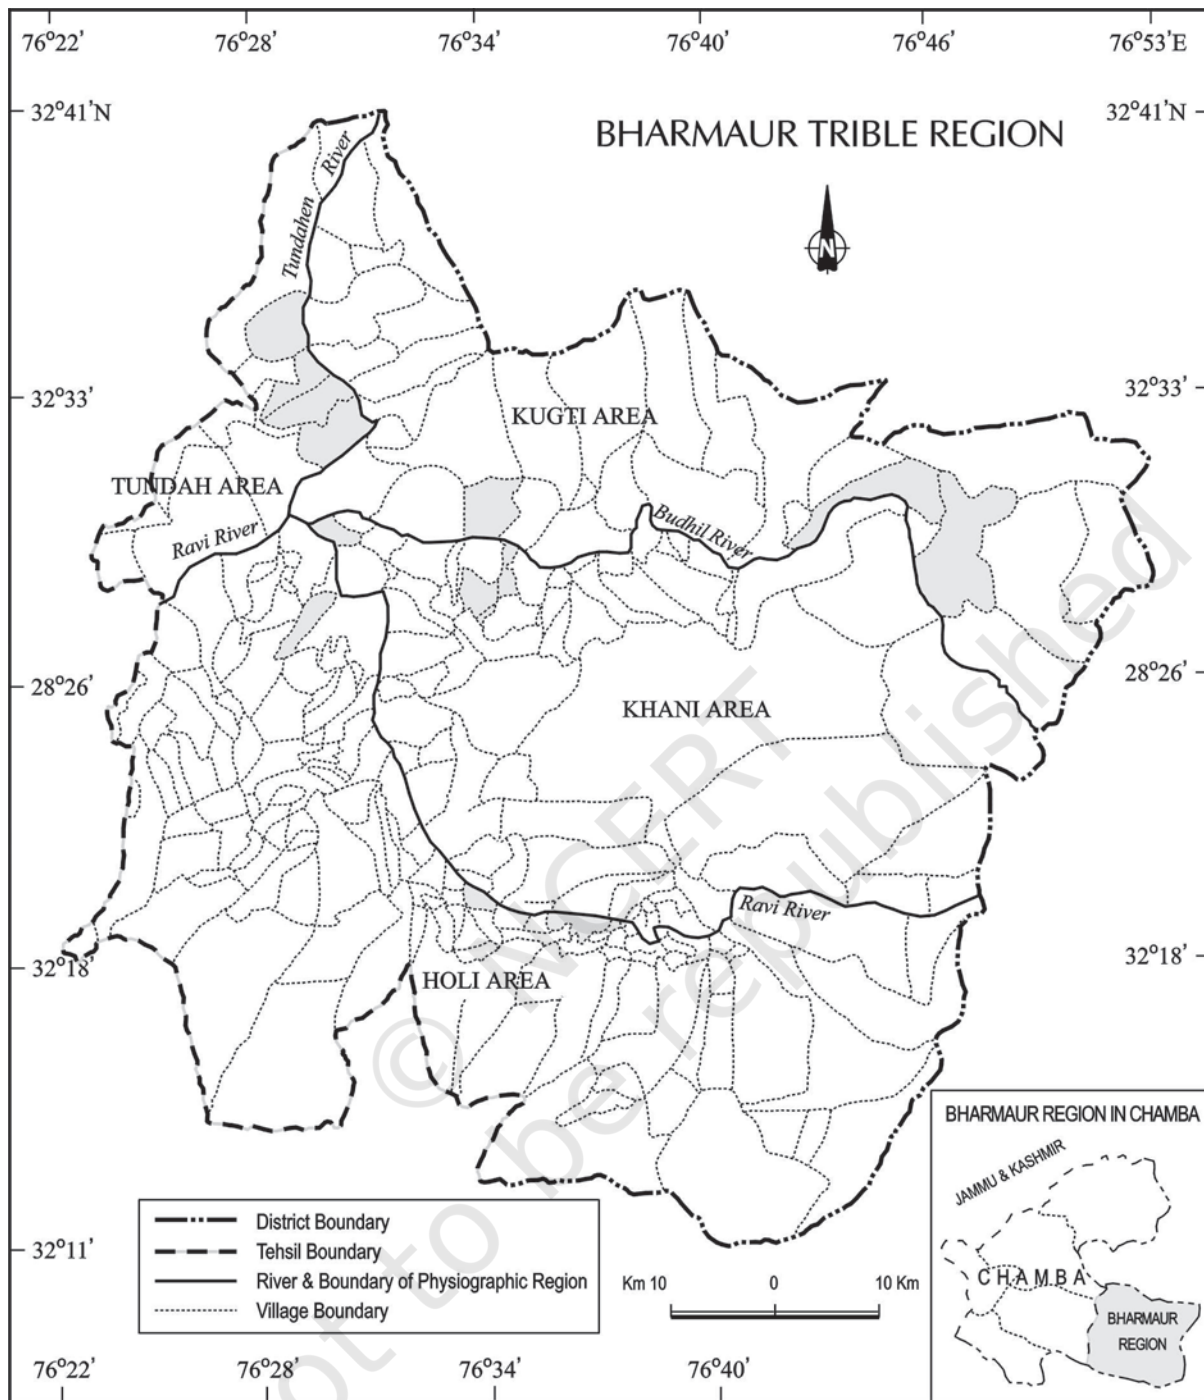 76°22' 76°28' 76°34' 76°40' 76°46' 76°53'E
32°41'N 32°41'N
BHARMAUR TRIBLE REGION
Tundahen River
N
32°33' 32°33'
KUGTI AREA
TUNDAH AREA
Ravi River
Budhil River
28°26' 28°26'
KHANI AREA
Ravi River
32°18' 32°18'
HOLI AREA
© NCERT
not to be republished
BHARMAUR REGION IN CHAMBA
JAMMU & KASHMIR
CHAMBA
BHARMAUR
REGION
District Boundary
Tehsil Boundary
River & Boundary of Physiographic Region
Village Boundary
32°11'
Km 10 0 10 Km
76°22' 76°28' 76°34' 76°40'